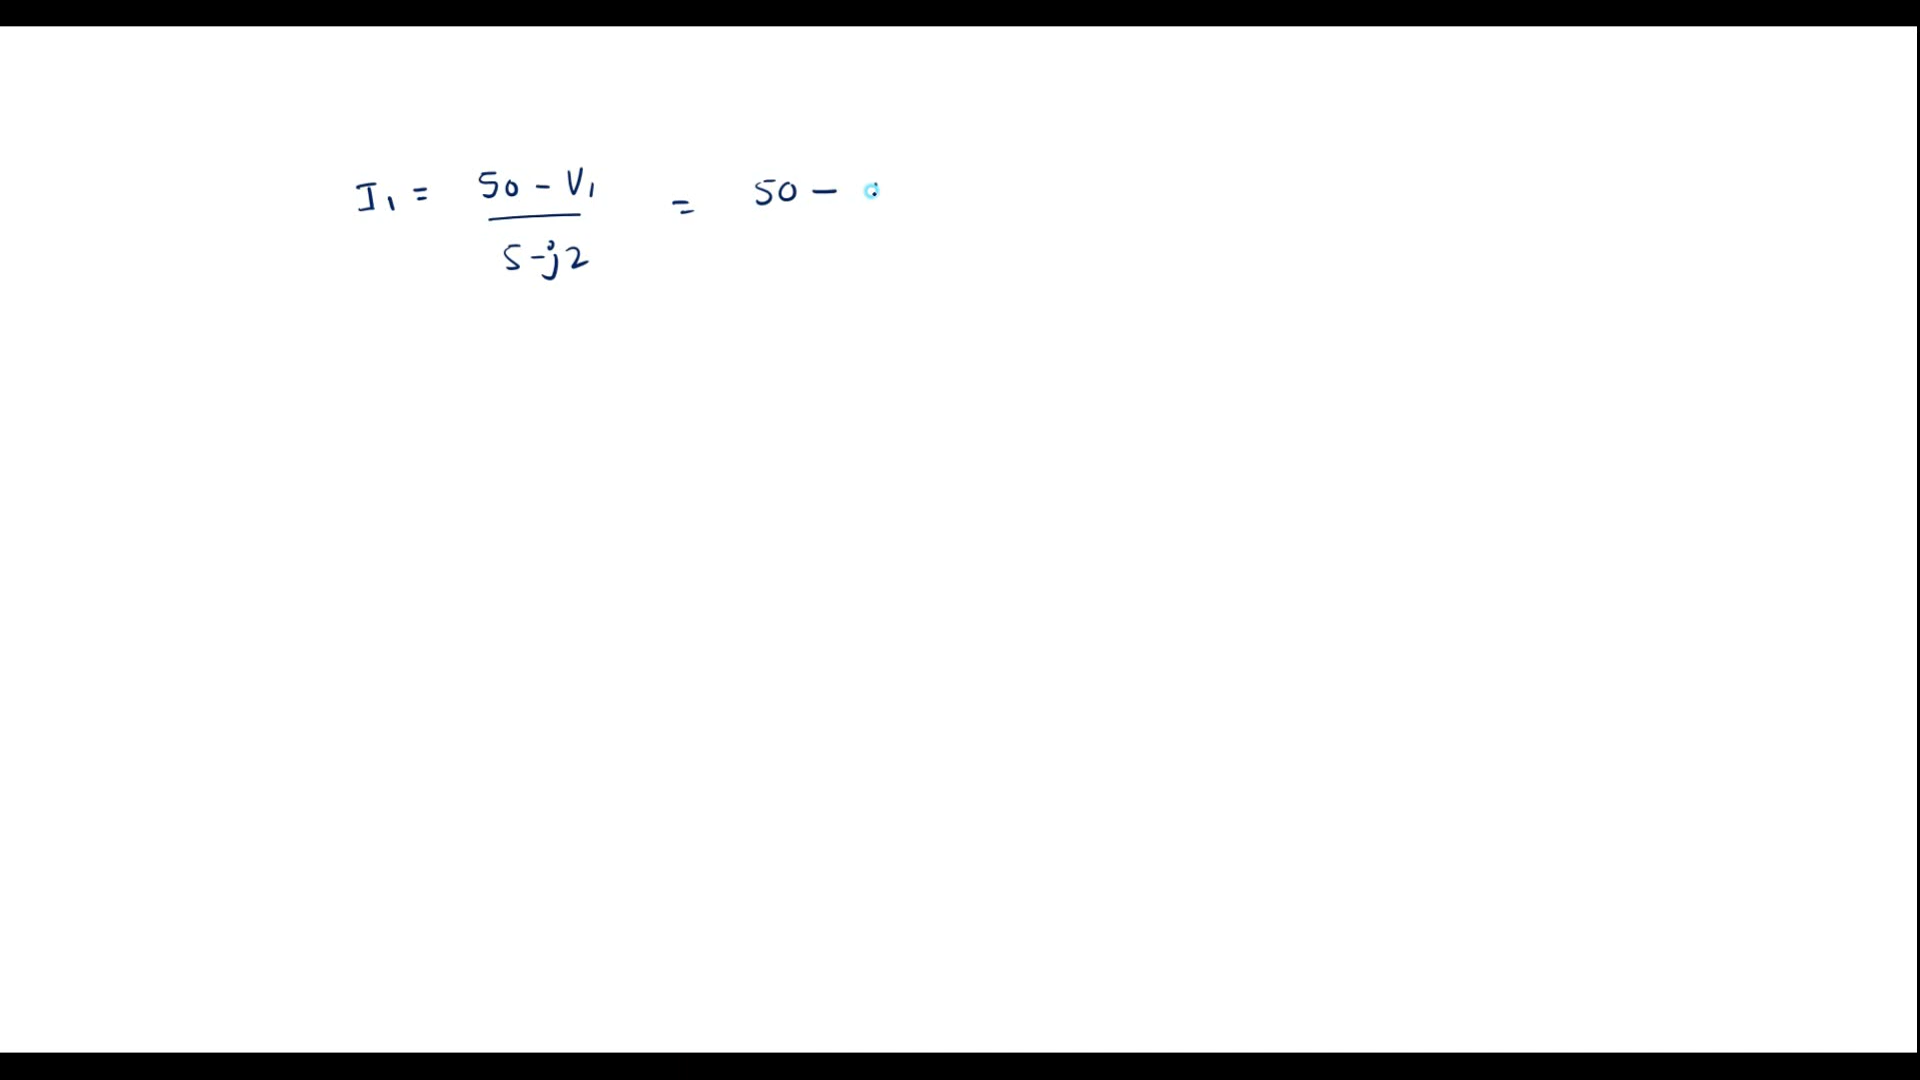 I₁ = 50 - V₁ / 5 - j2 = 50 -